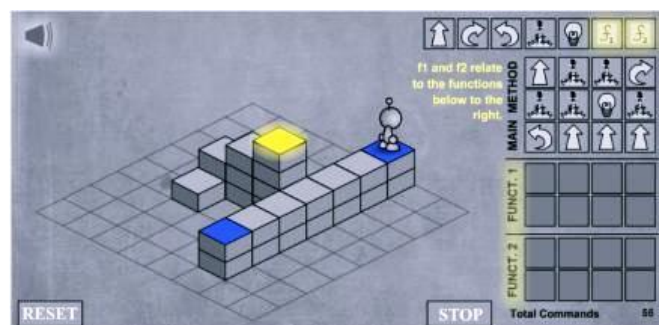 f1 and f2 relate
to the functions
below to the
right.
MAIN METHOD
FUNCT. 1
FUNCT. 2
RESET
STOP
Total Commands 56